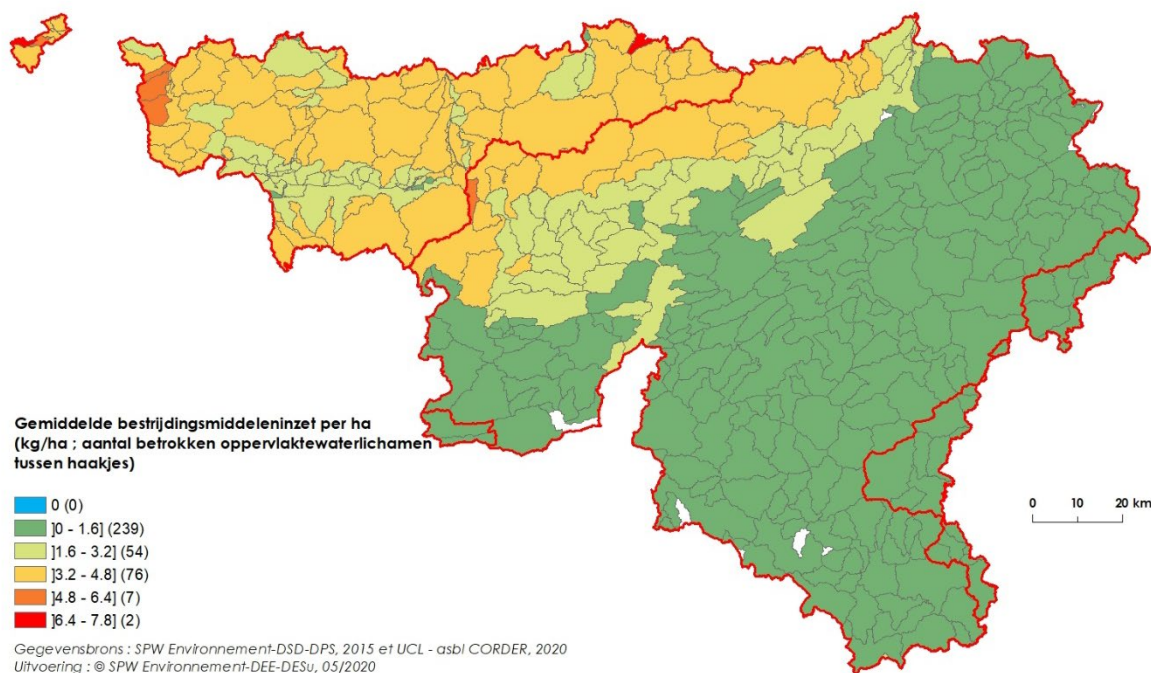 Gemiddelde bestrijdingsmiddeleninzet per ha
(kg/ha ; aantal betrokken oppervlaktewaterlichamen
tussen haakjes)
0 (0)
]0 - 1.6] (239)
]1.6 - 3.2] (54)
]3.2 - 4.8] (76)
]4.8 - 6.4] (7)
]6.4 - 7.8] (2)
0 10 20 km
Gegevensbrons : SPW Environnement-DSD-DPS, 2015 et UCL - asbl CORDER, 2020
Uitvoering : © SPW Environnement-DEE-DESu, 05/2020